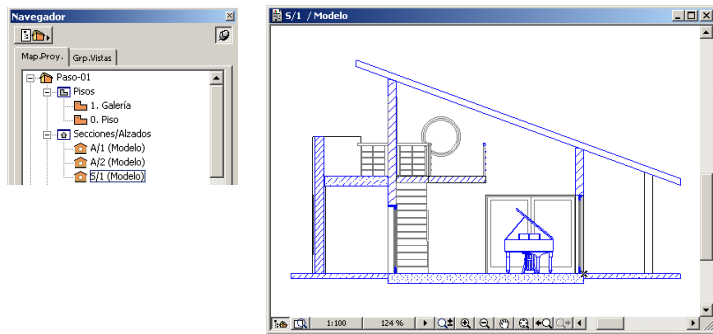 Navegador
Map.Proy.
Grp.Vistas
Paso-01
Pisos
1. Galería
0. Piso
Secciones/Alzados
A/1 (Modelo)
A/2 (Modelo)
S/1 (Modelo)
S/1 / Modelo
1:100
124 %